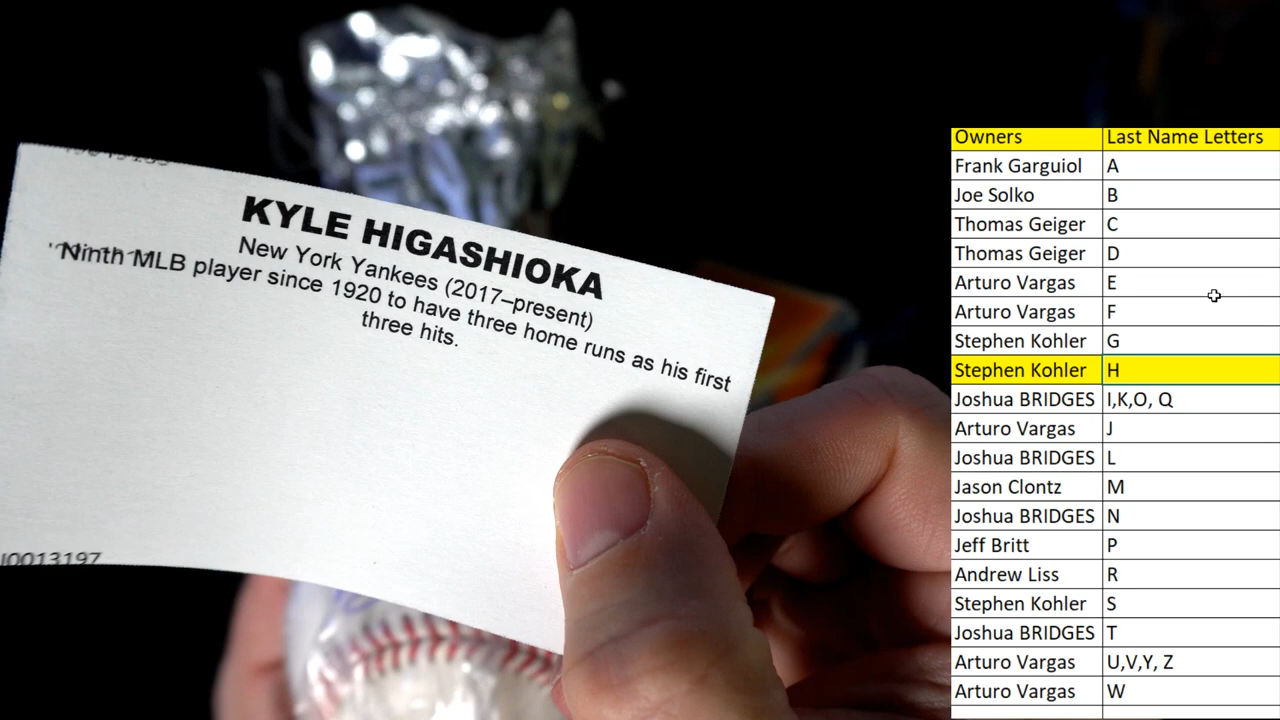 KYLE HIGASHIOKA
New York Yankees (2017–present)
Ninth MLB player since 1920 to have three home runs as his first
three hits.
10013197
Owners Last Name Letters
Frank Garguiol A
Joe Solko B
Thomas Geiger C
Thomas Geiger D
Arturo Vargas E
Arturo Vargas F
Stephen Kohler G
Stephen Kohler H
Joshua BRIDGES I,K,O, Q
Arturo Vargas J
Joshua BRIDGES L
Jason Clontz M
Joshua BRIDGES N
Jeff Britt P
Andrew Liss R
Stephen Kohler S
Joshua BRIDGES T
Arturo Vargas U,V,Y, Z
Arturo Vargas W